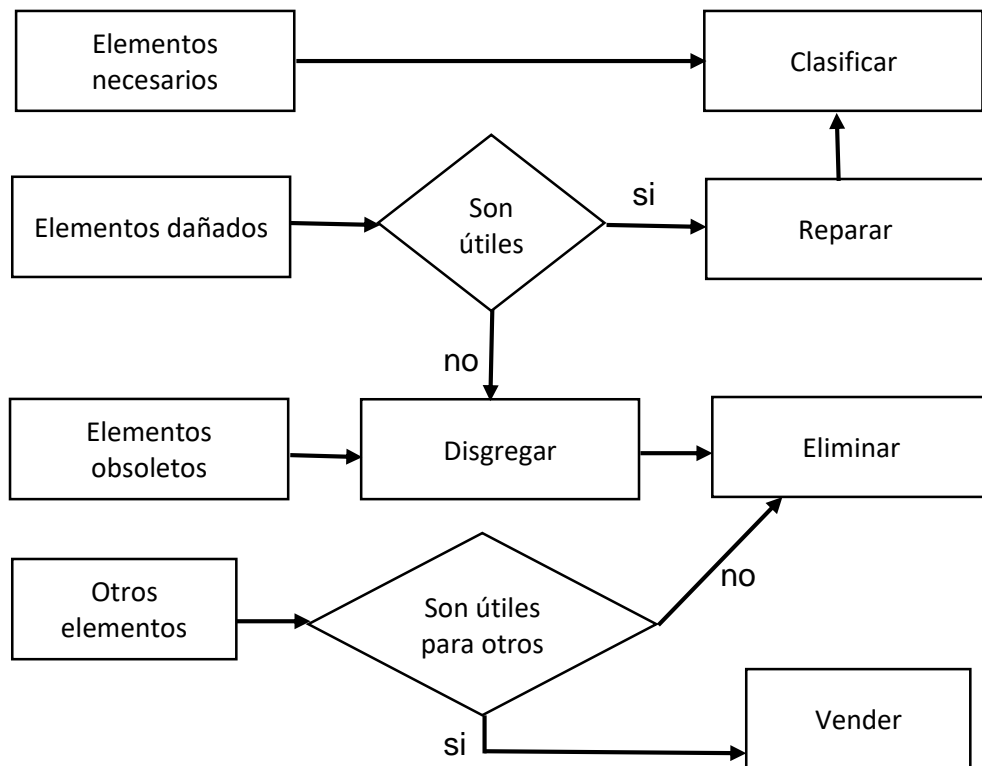 Elementos
necesarios
Clasificar
Elementos dañados
Son
útiles
si
Reparar
no
Elementos
obsoletos
Disgregar
Eliminar
Otros
elementos
Son útiles
para otros
no
si
Vender